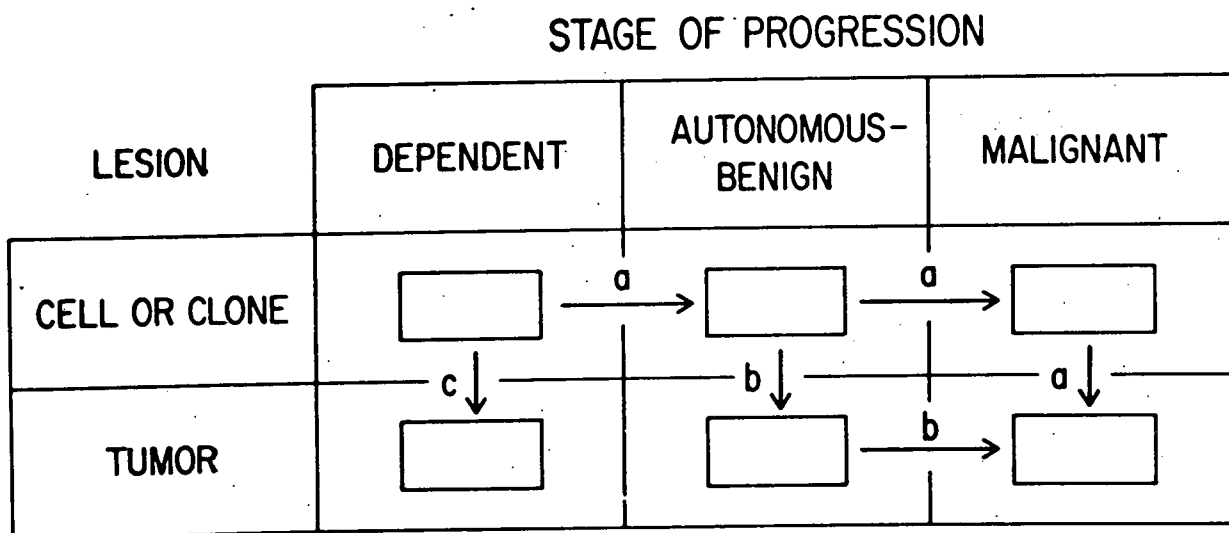 STAGE OF PROGRESSION
LESION
DEPENDENT
AUTONOMOUS-
BENIGN
MALIGNANT
CELL OR CLONE
a
a
c
b
a
TUMOR
b